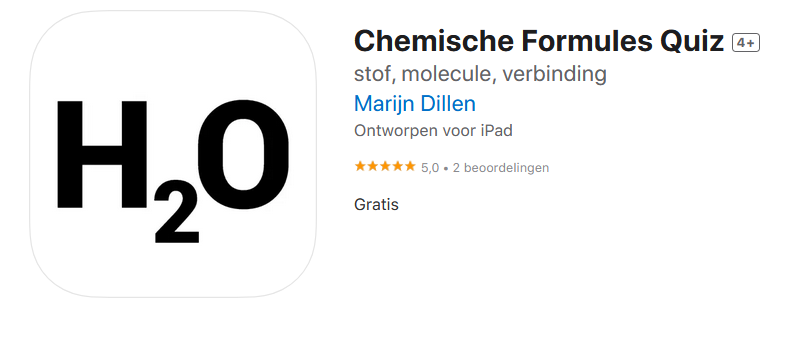 H₂O
Chemische Formules Quiz 4+
stof, molecule, verbinding
Marijn Dillen
Ontworpen voor iPad
★★★★★ 5,0 • 2 beoordelingen
Gratis